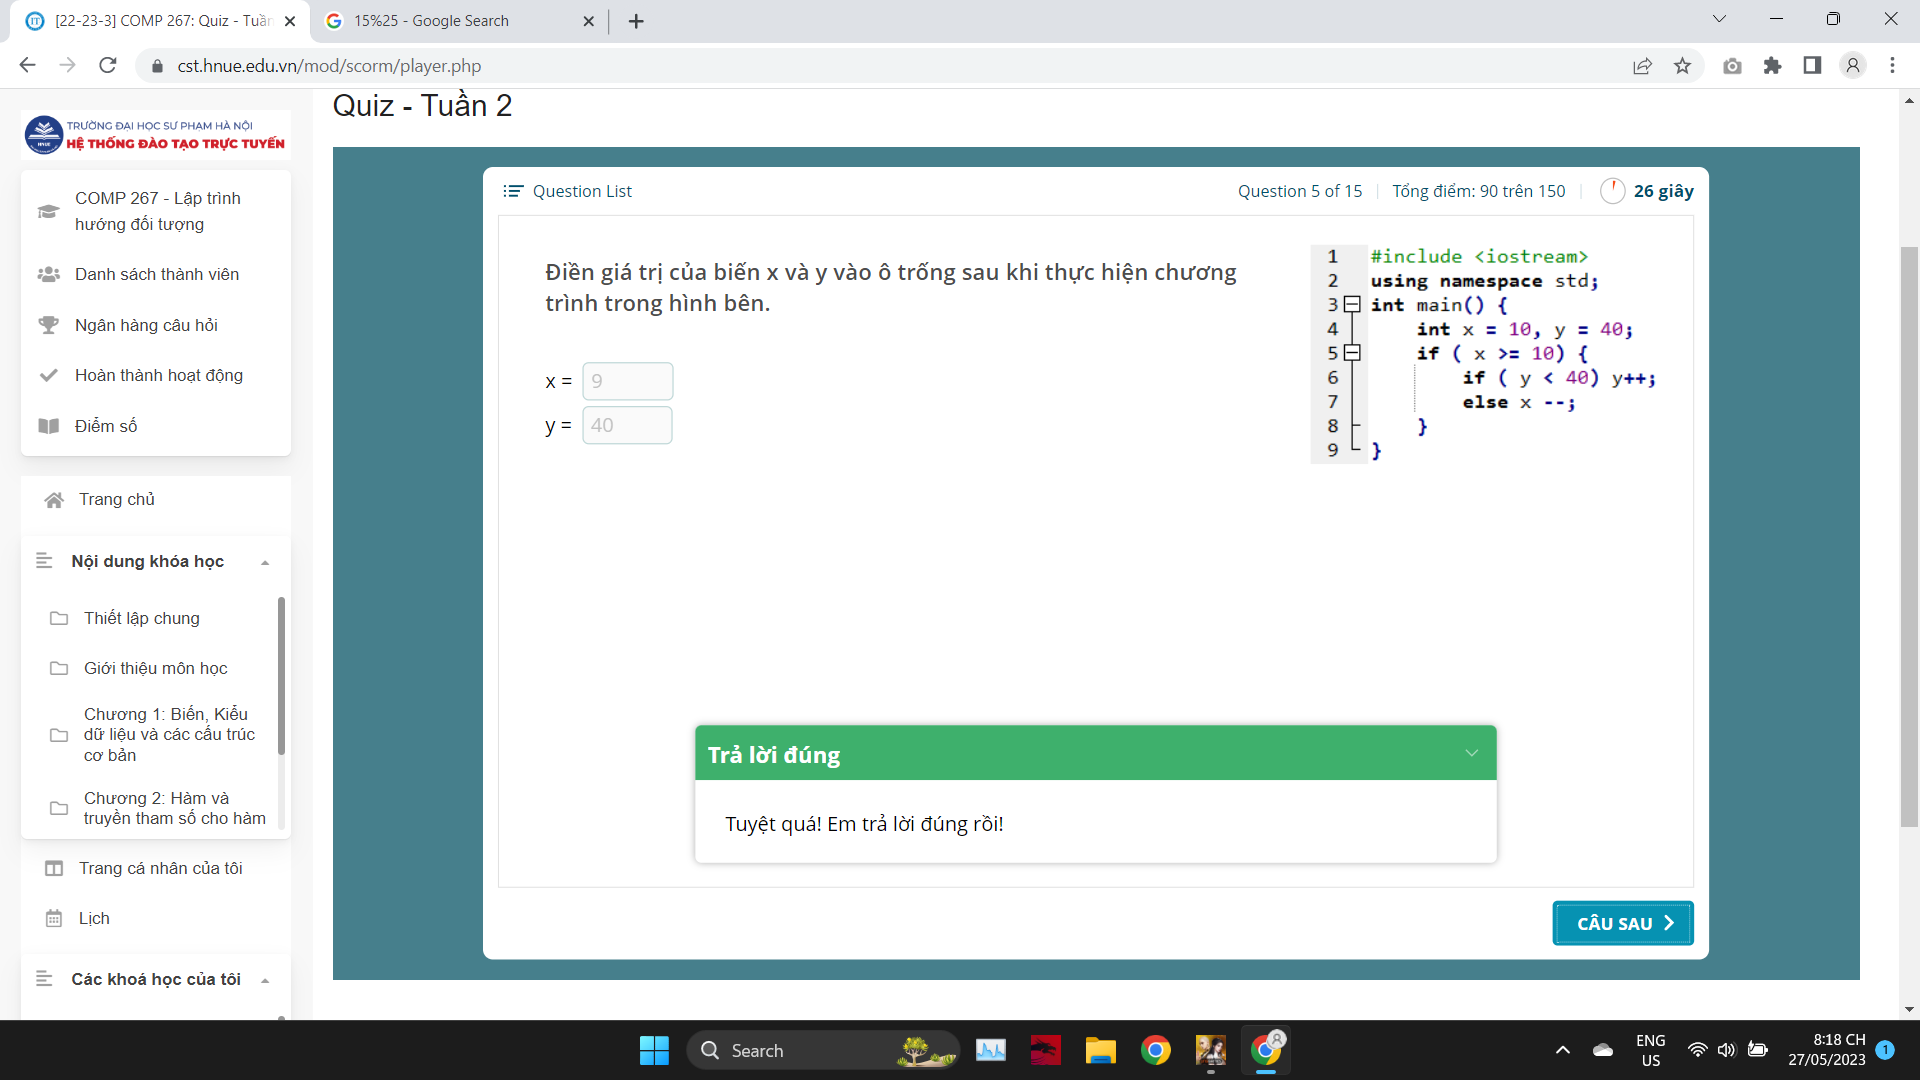 [22-23-3] COMP 267: Quiz - Tuần
15%25 - Google Search
cst.hnue.edu.vn/mod/scorm/player.php
TRƯỜNG ĐẠI HỌC SƯ PHẠM HÀ NỘI
HỆ THỐNG ĐÀO TẠO TRỰC TUYẾN
COMP 267 - Lập trình
hướng đối tượng
Danh sách thành viên
Ngân hàng câu hỏi
Hoàn thành hoạt động
Điểm số
Trang chủ
Nội dung khóa học
Thiết lập chung
Giới thiệu môn học
Chương 1: Biến, Kiểu
dữ liệu và các cấu trúc
cơ bản
Chương 2: Hàm và
truyền tham số cho hàm
Trang cá nhân của tôi
Lịch
Các khoá học của tôi
Quiz - Tuần 2
Question List
Question 5 of 15
Tổng điểm: 90 trên 150
26 giây
Điền giá trị của biến x và y vào ô trống sau khi thực hiện chương
trình trong hình bên.
x = 9
y = 40
1 #include <iostream>
2 using namespace std;
3 int main() {
4 int x = 10, y = 40;
5 if ( x >= 10) {
6 if ( y < 40) y++;
7 else x --;
8 }
9 }
Trả lời đúng
Tuyệt quá! Em trả lời đúng rồi!
CÂU SAU
Search
ENG
US
8:18 CH
27/05/2023
1